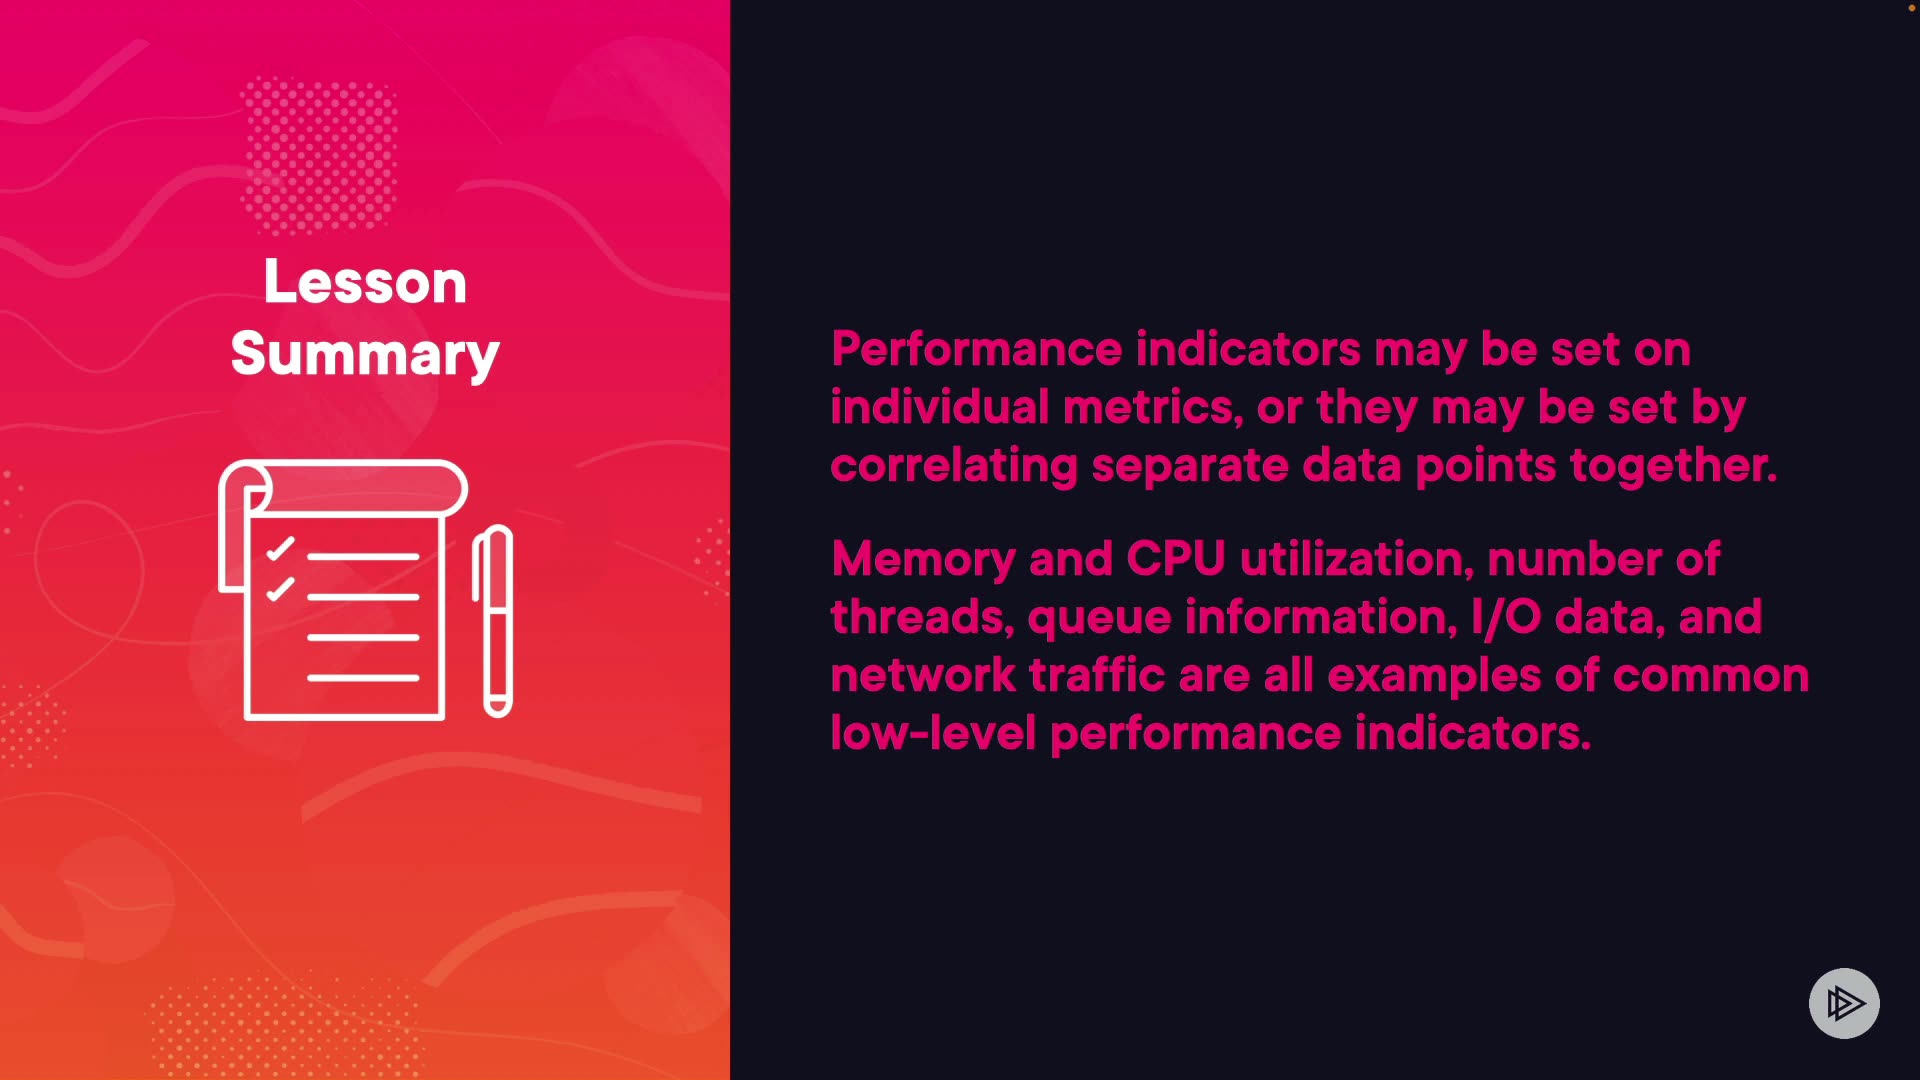 Lesson
Summary
Performance indicators may be set on
individual metrics, or they may be set by
correlating separate data points together.
Memory and CPU utilization, number of
threads, queue information, I/O data, and
network traffic are all examples of common
low-level performance indicators.